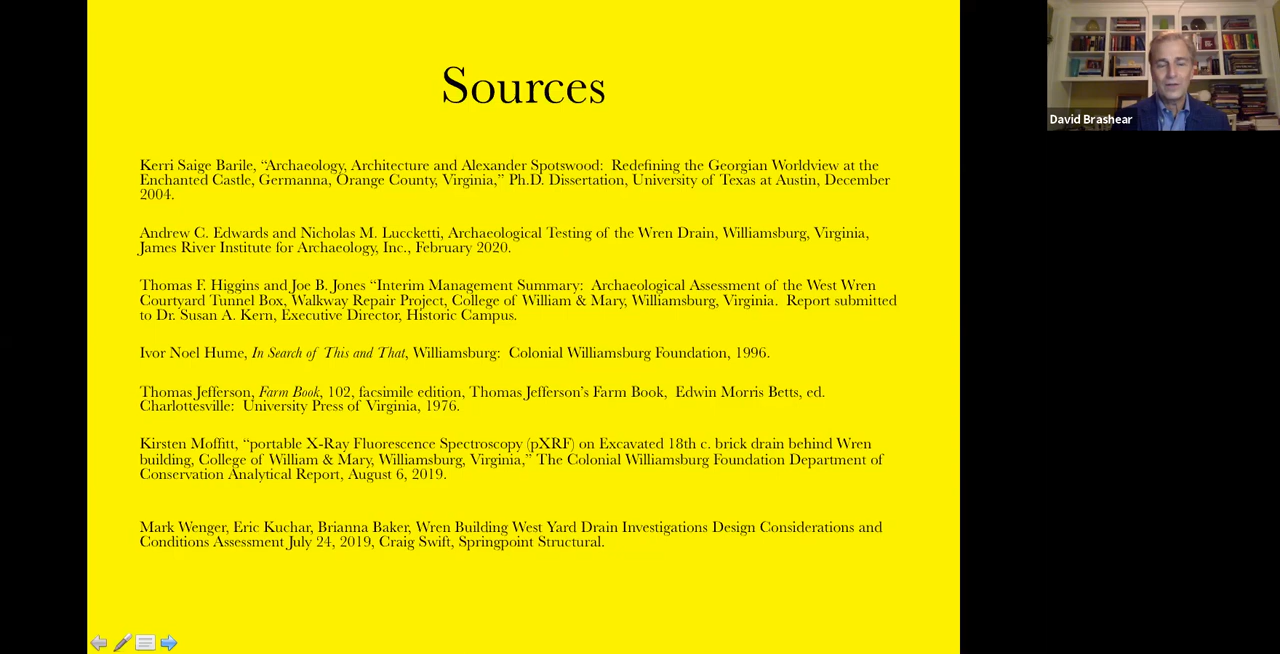 Sources
Kerri Saige Barile, “Archaeology, Architecture and Alexander Spotswood:  Redefining the Georgian Worldview at the
Enchanted Castle, Germanna, Orange County, Virginia,” Ph.D. Dissertation, University of Texas at Austin, December
2004.
Andrew C. Edwards and Nicholas M. Luccketti, Archaeological Testing of the Wren Drain, Williamsburg, Virginia,
James River Institute for Archaeology, Inc., February 2020.
Thomas F. Higgins and Joe B. Jones “Interim Management Summary:  Archaeological Assessment of the West Wren
Courtyard Tunnel Box, Walkway Repair Project, College of William & Mary, Williamsburg, Virginia.  Report submitted
to Dr. Susan A. Kern, Executive Director, Historic Campus.
Ivor Noel Hume, In Search of This and That, Williamsburg:  Colonial Williamsburg Foundation, 1996.
Thomas Jefferson, Farm Book, 102, facsimile edition, Thomas Jefferson’s Farm Book,  Edwin Morris Betts, ed.
Charlottesville:  University Press of Virginia, 1976.
Kirsten Moffitt, “portable X-Ray Fluorescence Spectroscopy (pXRF) on Excavated 18th c. brick drain behind Wren
building, College of William & Mary, Williamsburg, Virginia,” The Colonial Williamsburg Foundation Department of
Conservation Analytical Report, August 6, 2019.
Mark Wenger, Eric Kuchar, Brianna Baker, Wren Building West Yard Drain Investigations Design Considerations and
Conditions Assessment July 24, 2019, Craig Swift, Springpoint Structural.
David Brashear